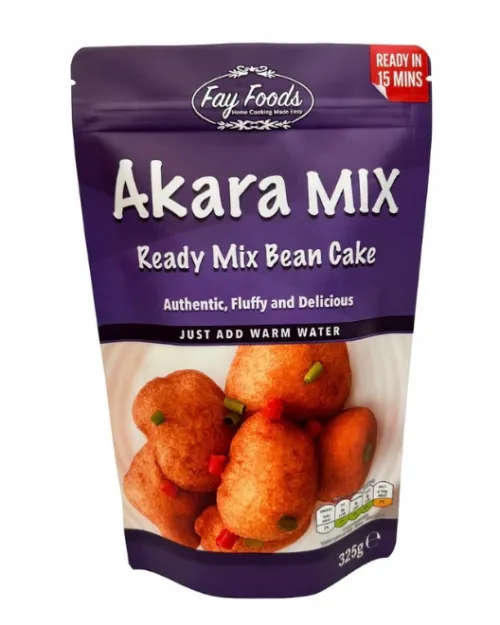 READY IN
15 MINS
Fay Foods
Home Cooking Made Easy
Akara MIX
Ready Mix Bean Cake
Authentic, Fluffy and Delicious
JUST ADD WARM WATER
325g ℮